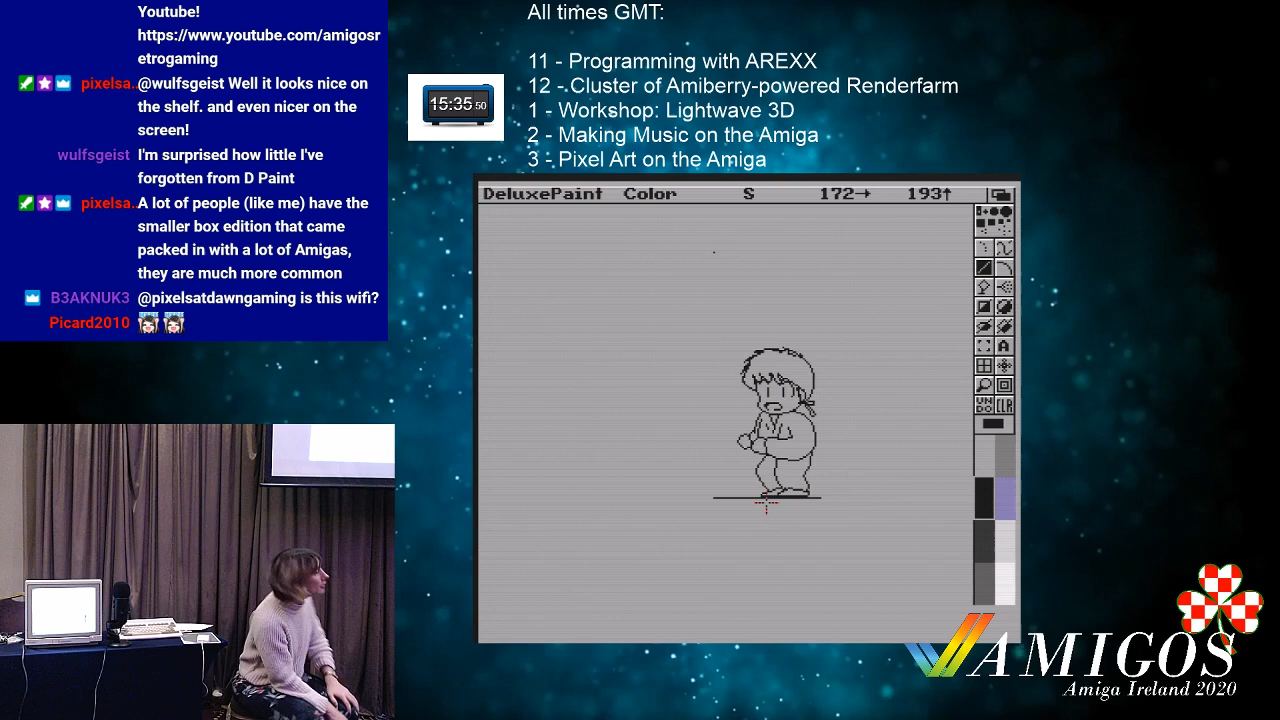 Youtube!
https://www.youtube.com/amigosr
etrogaming
pixelsa.. @wulfsgeist Well it looks nice on
the shelf. and even nicer on the
screen!
wulfsgeist I'm surprised how little I've
forgotten from D Paint
pixelsa.. A lot of people (like me) have the
smaller box edition that came
packed in with a lot of Amigas,
they are much more common
B3AKNUK3 @pixelsatdawngaming is this wifi?
Picard2010
15:35 50
All times GMT:
11 - Programming with AREXX
12 - Cluster of Amiberry-powered Renderfarm
1 - Workshop: Lightwave 3D
2 - Making Music on the Amiga
3 - Pixel Art on the Amiga
DeluxePaint Color S 172→ 193↑
A
UN
DO
CLR
AMIGOS
Amiga Ireland 2020